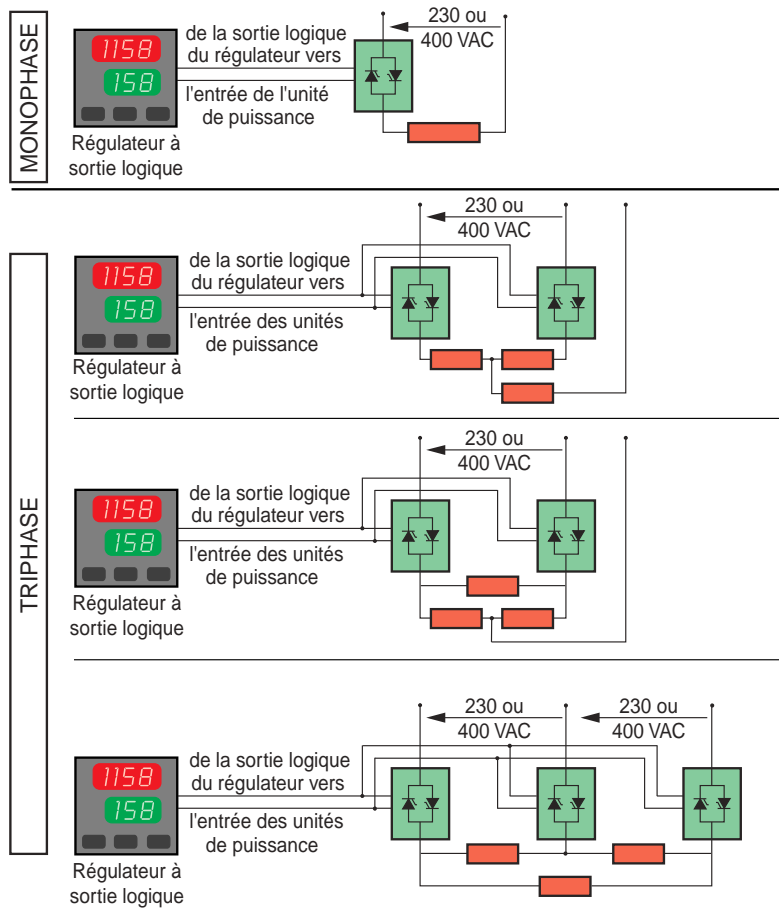 MONOPHASE
1158
158
Régulateur à
sortie logique
de la sortie logique
du régulateur vers
l'entrée de l'unité
de puissance
230 ou
400 VAC
TRIPHASE
1158
158
Régulateur à
sortie logique
de la sortie logique
du régulateur vers
l'entrée des unités
de puissance
230 ou
400 VAC
1158
158
Régulateur à
sortie logique
de la sortie logique
du régulateur vers
l'entrée des unités
de puissance
230 ou
400 VAC
1158
158
Régulateur à
sortie logique
de la sortie logique
du régulateur vers
l'entrée des unités
de puissance
230 ou
400 VAC
230 ou
400 VAC